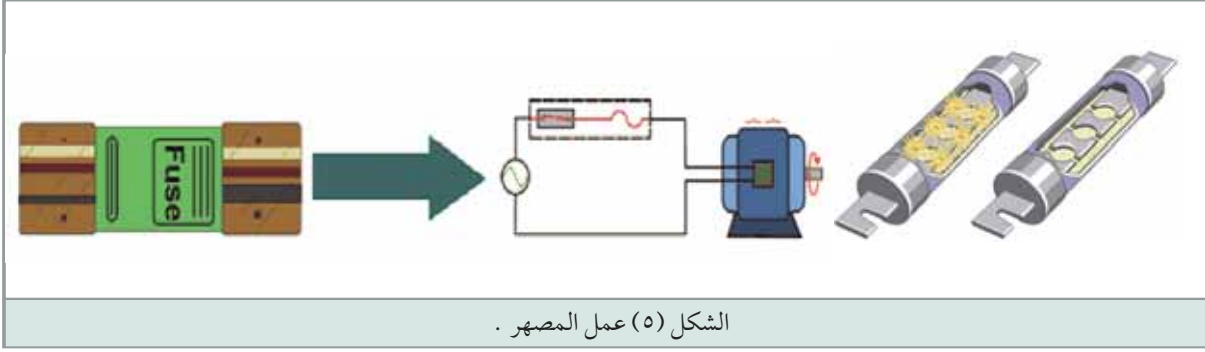 Fuse
الشكل (٥) عمل المصهر .